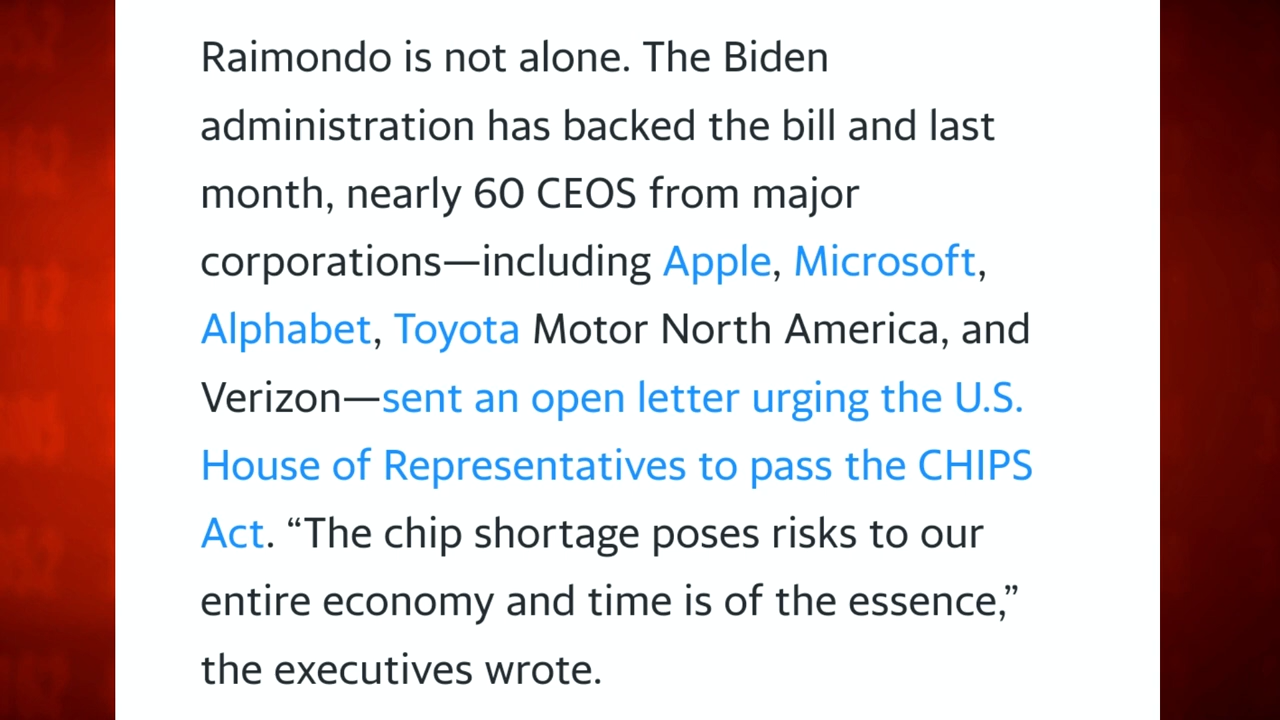 Raimondo is not alone. The Biden
administration has backed the bill and last
month, nearly 60 CEOS from major
corporations—including Apple, Microsoft,
Alphabet, Toyota Motor North America, and
Verizon—sent an open letter urging the U.S.
House of Representatives to pass the CHIPS
Act. “The chip shortage poses risks to our
entire economy and time is of the essence,”
the executives wrote.